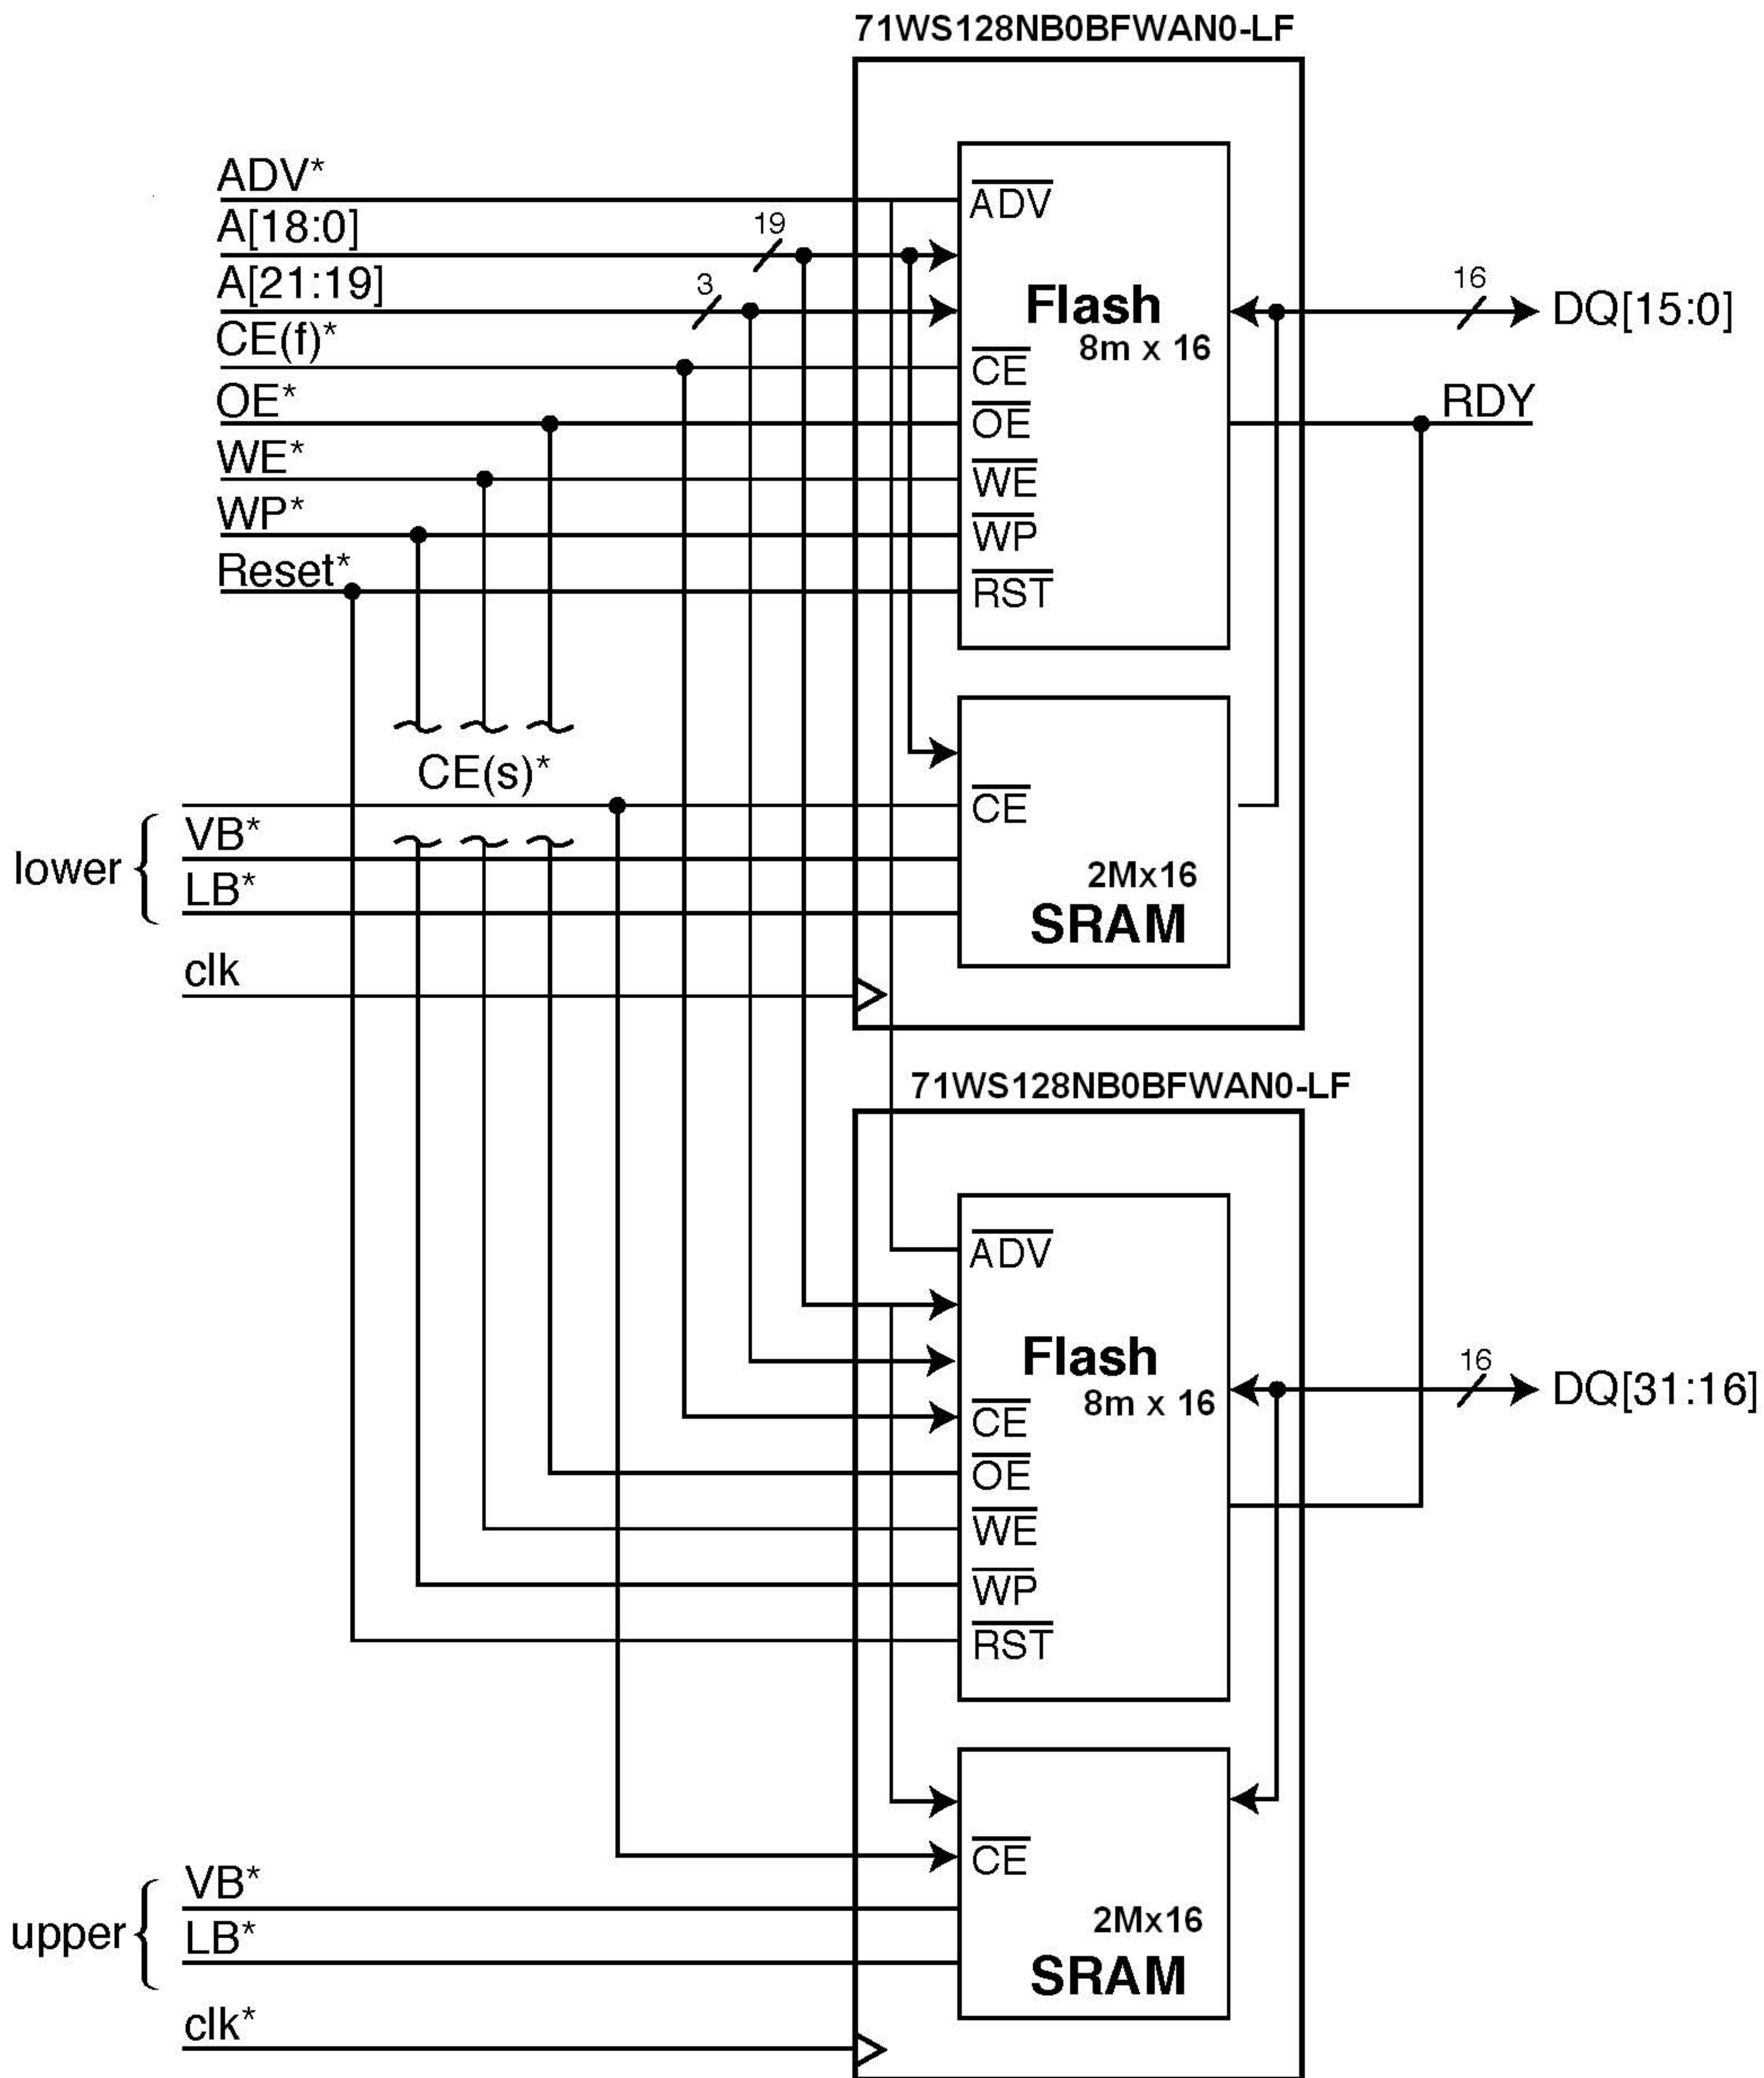 71WS128NB0BFWAN0-LF
ADV*
A[18:0]
19
A[21:19]
3
CE(f)*
OE*
WE*
WP*
Reset*
ADV
Flash
8m x 16
CE
OE
WE
WP
RST
16
DQ[15:0]
RDY
CE(s)*
lower
VB*
LB*
clk
CE
2Mx16
SRAM
71WS128NB0BFWAN0-LF
ADV
Flash
8m x 16
CE
OE
WE
WP
RST
16
DQ[31:16]
CE
2Mx16
SRAM
upper
VB*
LB*
clk*